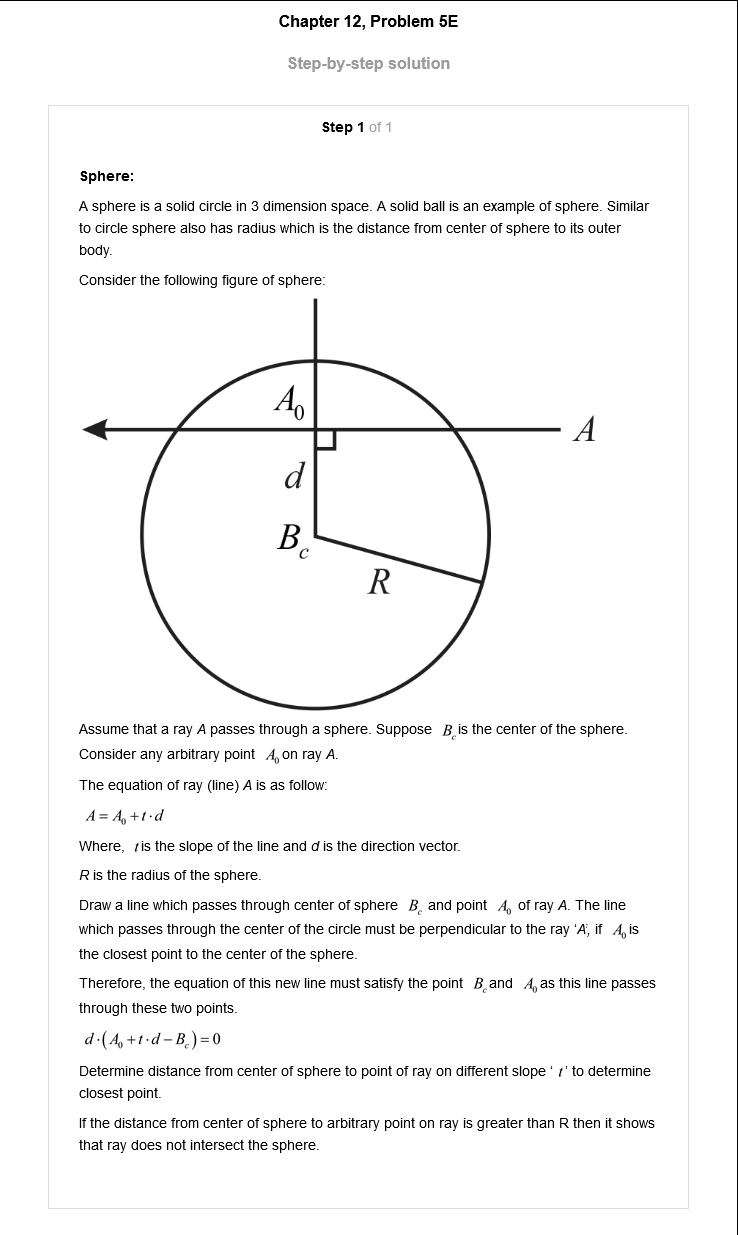 Chapter 12, Problem 5E
Step-by-step solution
Step 1 of 1
Sphere:
A sphere is a solid circle in 3 dimension space. A solid ball is an example of sphere. Similar
to circle sphere also has radius which is the distance from center of sphere to its outer
body.
Consider the following figure of sphere:
A₀
A
d
B_c
R
Assume that a ray A passes through a sphere. Suppose B_c is the center of the sphere.
Consider any arbitrary point A₀ on ray A.
The equation of ray (line) A is as follow:
A = A₀ + t·d
Where, t is the slope of the line and d is the direction vector.
R is the radius of the sphere.
Draw a line which passes through center of sphere B_c and point A₀ of ray A. The line
which passes through the center of the circle must be perpendicular to the ray 'A', if A₀ is
the closest point to the center of the sphere.
Therefore, the equation of this new line must satisfy the point B_c and A₀ as this line passes
through these two points.
d·(A₀ + t·d − B_c) = 0
Determine distance from center of sphere to point of ray on different slope ' t' to determine
closest point.
If the distance from center of sphere to arbitrary point on ray is greater than R then it shows
that ray does not intersect the sphere.